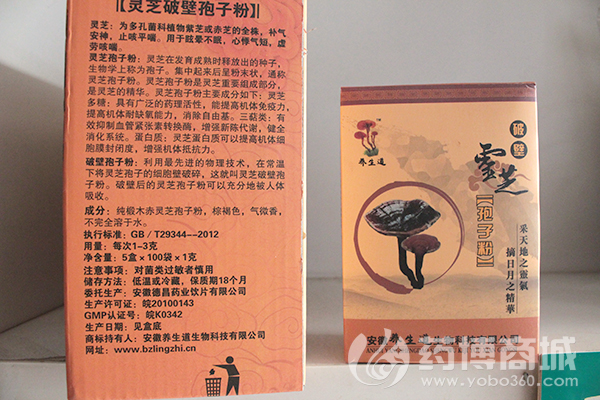 【灵芝破壁孢子粉】
灵芝：为多孔菌科植物紫芝或赤芝的全株，补气
安神，止咳平喘。用于眩晕不眠，心悸气短，虚
劳咳喘。
灵芝孢子粉：灵芝在发育成熟时释放出的种子，
生物学上称为孢子。集中起来后呈粉末状，通称
灵芝孢子粉。灵芝孢子粉是灵芝重要组成部分，
是灵芝的精华。灵芝孢子粉主要成分如下：灵芝
多糖：具有广泛的药理活性，能提高机体免疫力，
提高机体耐缺氧能力，消除自由基。三萜类：有
效抑制血管紧张素转换酶，增强新陈代谢，健全
消化系统。蛋白质：灵芝蛋白质可以提高机体细
胞膜封闭度，增强机体抵抗力。
破壁孢子粉：利用最先进的物理技术，在常温
下将灵芝孢子的细胞壁破碎，这就叫灵芝破壁孢
子粉。破壁后的灵芝孢子粉可以充分地被人体
吸收。
成分：纯椴木赤灵芝孢子粉，棕褐色，气微香，
不完全溶于水。
执行标准：GB/T29344--2012
用量：每次1-3克
净含量：5盒×100袋×1克
注意事项：对菌类过敏者慎用
储存方法：低温或冷藏，保质期18个月
委托生产：安徽德昌药业饮片有限公司
生产许可证：皖20100143
GMP认证号：皖K0342
生产日期：见盒底
商标持有人：安徽养生道生物科技有限公司
网址：www.bzlingzhi.com
养生道
破壁
灵芝
【孢子粉】
采天地之靈氣
摘日月之精華
安徽养生道生物科技有限公司
药博商城
www.yobo360.com